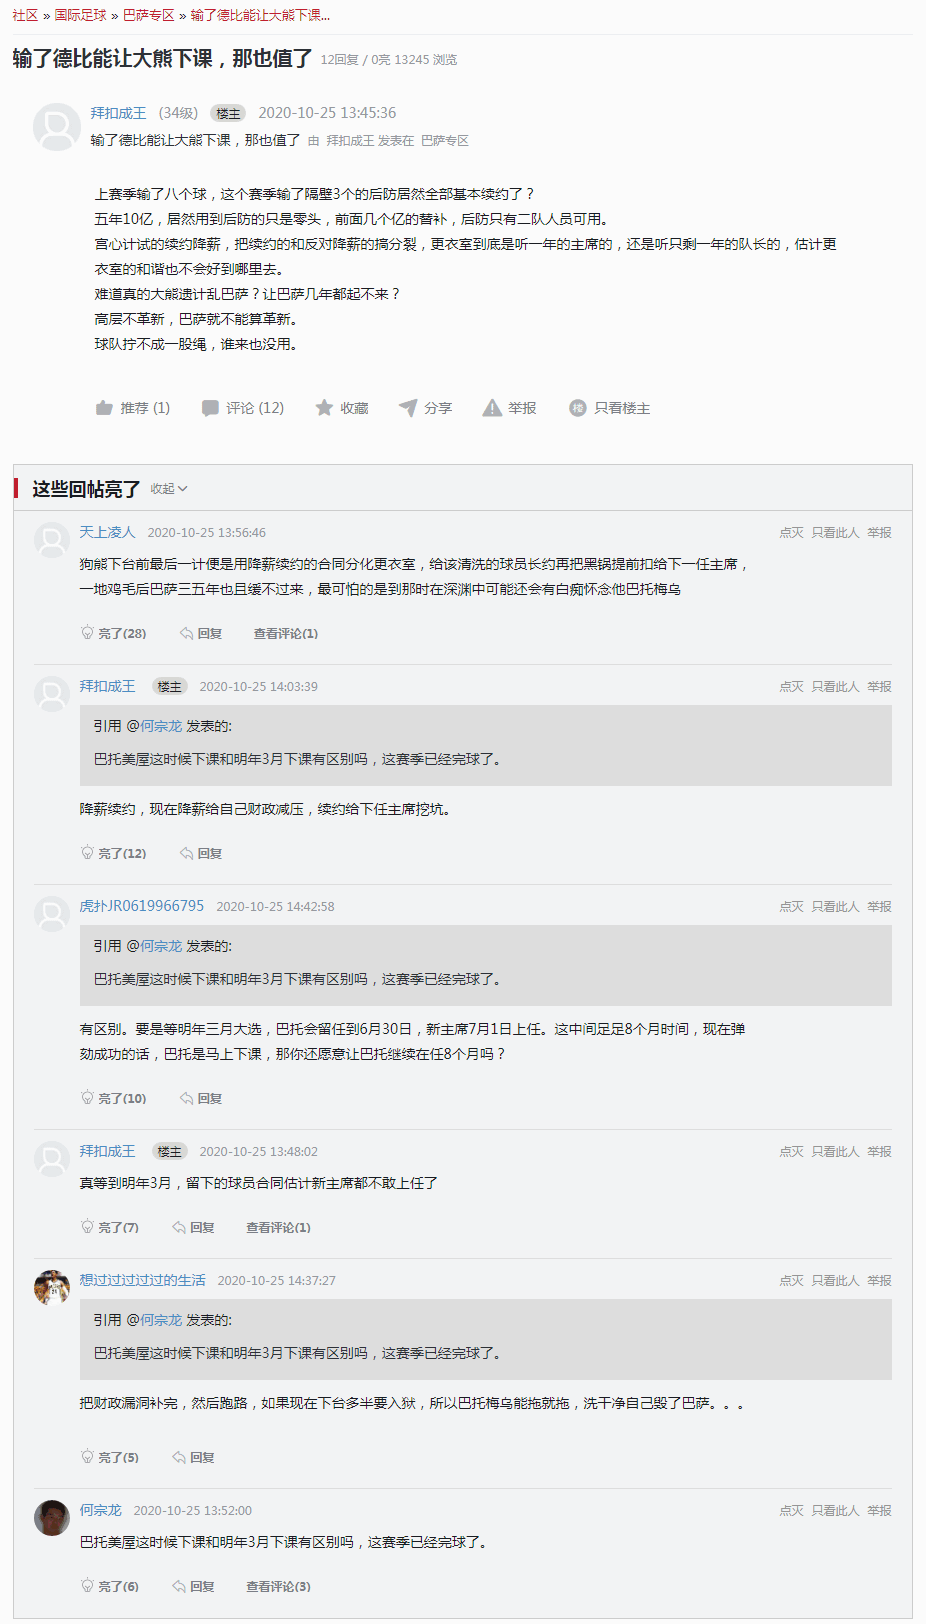 社区 » 国际足球 » 巴萨专区 » 输了德比能让大熊下课...
输了德比能让大熊下课，那也值了 12回复 / 0亮 13245 浏览
拜扣成王 (34级) 楼主 2020-10-25 13:45:36
输了德比能让大熊下课，那也值了 由 拜扣成王 发表在 巴萨专区
上赛季输了八个球，这个赛季输了隔壁3个的后防居然全部基本续约了？
五年10亿，居然用到后防的只是零头，前面几个亿的替补，后防只有二队人员可用。
宫心计试的续约降薪，把续约的和反对降薪的搞分裂，更衣室到底是听一年的主席的，还是听只剩一年的队长的，估计更
衣室的和谐也不会好到哪里去。
难道真的大熊遗计乱巴萨？让巴萨几年都起不来？
高层不革新，巴萨就不能算革新。
球队拧不成一股绳，谁来也没用。
推荐 (1) 评论 (12) 收藏 分享 举报 楼 只看楼主
这些回帖亮了 收起
天上凌人 2020-10-25 13:56:46 点灭 只看此人 举报
狗熊下台前最后一计便是用降薪续约的合同分化更衣室，给该清洗的球员长约再把黑锅提前扣给下一任主席，
一地鸡毛后巴萨三五年也且缓不过来，最可怕的是到那时在深渊中可能还会有白痴怀念他巴托梅乌
亮了(28) 回复 查看评论(1)
拜扣成王 楼主 2020-10-25 14:03:39 点灭 只看此人 举报
引用 @何宗龙 发表的:
巴托美屋这时候下课和明年3月下课有区别吗，这赛季已经完球了。
降薪续约，现在降薪给自己财政减压，续约给下任主席挖坑。
亮了(12) 回复
虎扑JR0619966795 2020-10-25 14:42:58 点灭 只看此人 举报
引用 @何宗龙 发表的:
巴托美屋这时候下课和明年3月下课有区别吗，这赛季已经完球了。
有区别。要是等明年三月大选，巴托会留任到6月30日，新主席7月1日上任。这中间足足8个月时间，现在弹
劾成功的话，巴托是马上下课，那你还愿意让巴托继续在任8个月吗？
亮了(10) 回复
拜扣成王 楼主 2020-10-25 13:48:02 点灭 只看此人 举报
真等到明年3月，留下的球员合同估计新主席都不敢上任了
亮了(7) 回复 查看评论(1)
想过过过过过的生活 2020-10-25 14:37:27 点灭 只看此人 举报
引用 @何宗龙 发表的:
巴托美屋这时候下课和明年3月下课有区别吗，这赛季已经完球了。
把财政漏洞补完，然后跑路，如果现在下台多半要入狱，所以巴托梅乌能拖就拖，洗干净自己毁了巴萨。。。
亮了(5) 回复
何宗龙 2020-10-25 13:52:00 点灭 只看此人 举报
巴托美屋这时候下课和明年3月下课有区别吗，这赛季已经完球了。
亮了(6) 回复 查看评论(3)